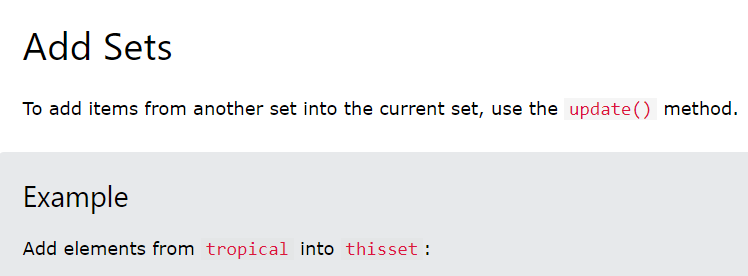 Add Sets
To add items from another set into the current set, use the update() method.
Example
Add elements from tropical into thisset: